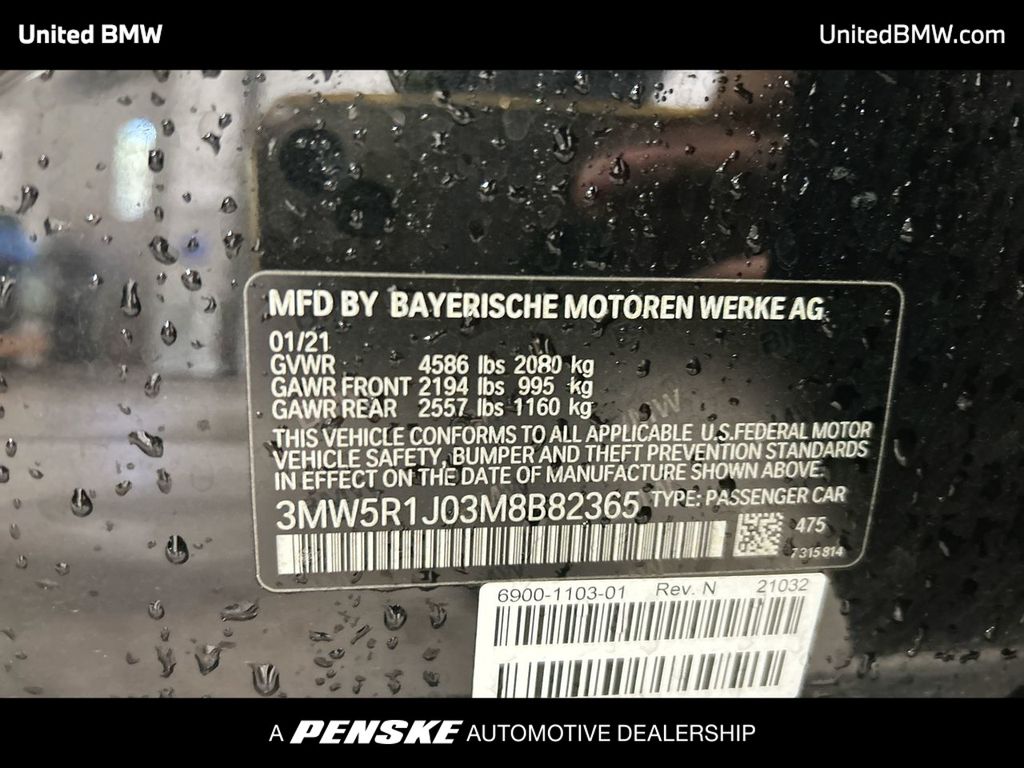 United BMW
UnitedBMW.com
MFD BY BAYERISCHE MOTOREN WERKE AG
01/21
GVWR 4586 lbs 2080 kg
GAWR FRONT 2194 lbs 995 kg
GAWR REAR 2557 lbs 1160 kg
THIS VEHICLE CONFORMS TO ALL APPLICABLE U.S.FEDERAL MOTOR
VEHICLE SAFETY, BUMPER AND THEFT PREVENTION STANDARDS
IN EFFECT ON THE DATE OF MANUFACTURE SHOWN ABOVE.
3MW5R1J03M8B82365 TYPE: PASSENGER CAR
475
7315814
6900-1103-01 Rev. N 21032
A PENSKE AUTOMOTIVE DEALERSHIP